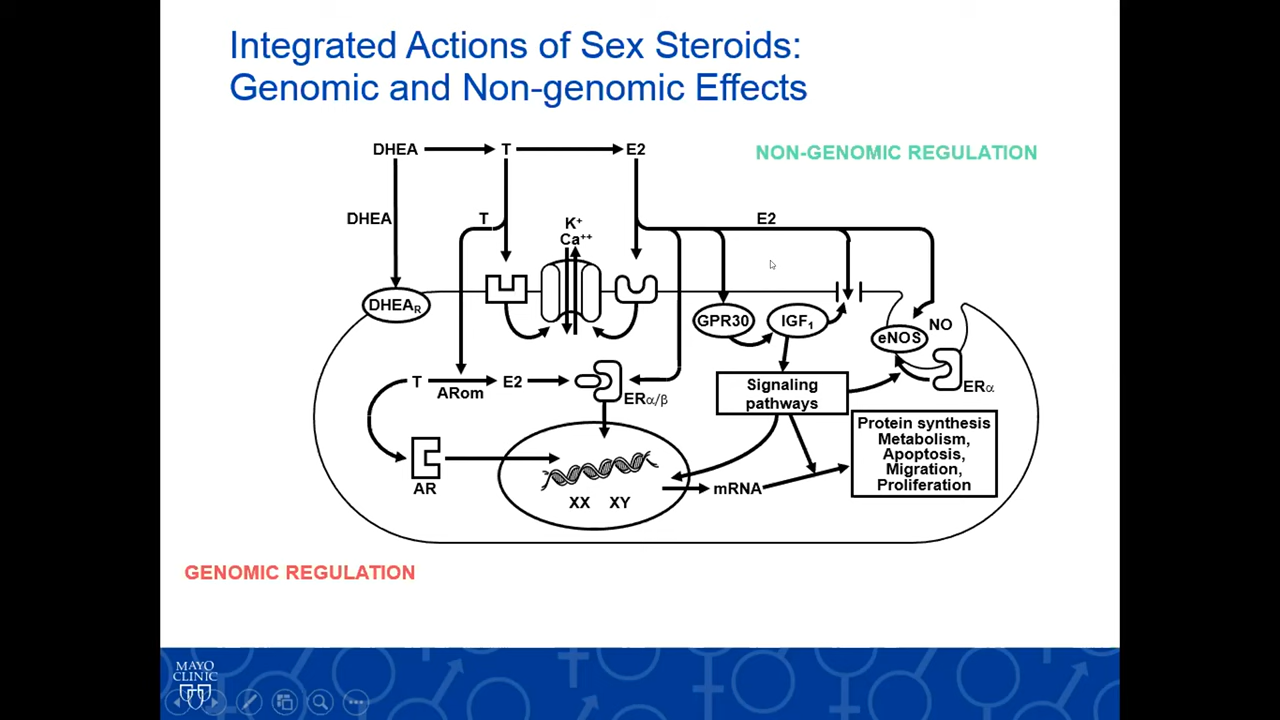 Integrated Actions of Sex Steroids:
Genomic and Non-genomic Effects
DHEA
T
E2
NON-GENOMIC REGULATION
DHEA
T
K+
Ca++
E2
DHEAR
GPR30
IGF1
eNOS
NO
T
ARom
E2
ERα/β
Signaling
pathways
ERα
AR
XX XY
mRNA
Protein synthesis
Metabolism,
Apoptosis,
Migration,
Proliferation
GENOMIC REGULATION
MAYO
CLINIC